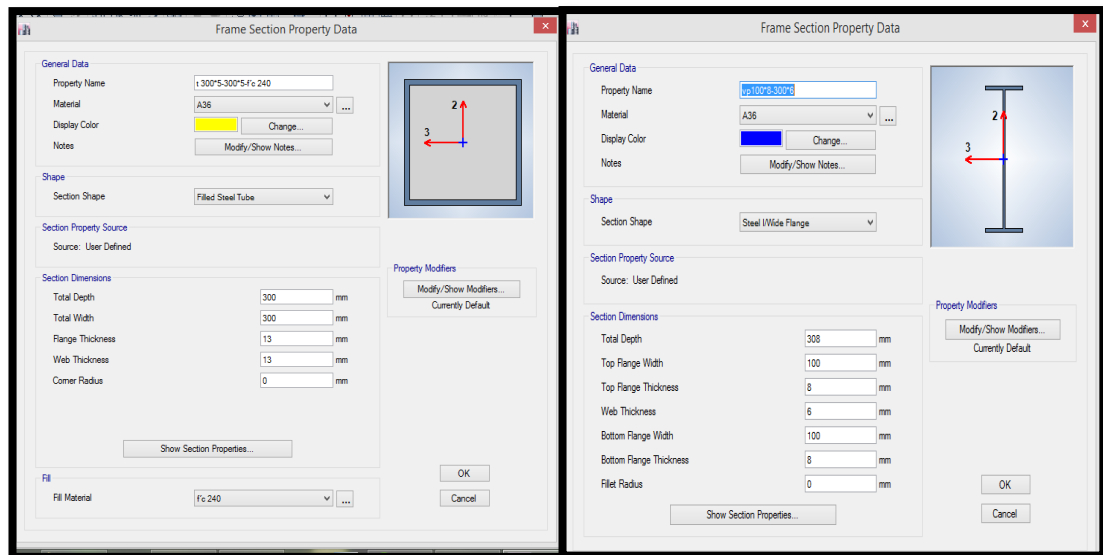 Frame Section Property Data
x
General Data
Property Name
t 300*5-300*5-f'c 240
Material
A36
...
Display Color
Change...
Notes
Modify/Show Notes...
2
3
Shape
Section Shape
Filled Steel Tube
Section Property Source
Source: User Defined
Section Dimensions
Total Depth
300
mm
Total Width
300
mm
Flange Thickness
13
mm
Web Thickness
13
mm
Corner Radius
0
mm
Property Modifiers
Modify/Show Modifiers...
Currently Default
Show Section Properties...
Fill
Fill Material
f'c 240
...
OK
Cancel
Frame Section Property Data
x
General Data
Property Name
vp100*8-300*6
Material
A36
...
Display Color
Change...
Notes
Modify/Show Notes...
2
3
Shape
Section Shape
Steel I/Wide Flange
Section Property Source
Source: User Defined
Section Dimensions
Total Depth
308
mm
Top Flange Width
100
mm
Top Flange Thickness
8
mm
Web Thickness
6
mm
Bottom Flange Width
100
mm
Bottom Flange Thickness
8
mm
Fillet Radius
0
mm
Property Modifiers
Modify/Show Modifiers...
Currently Default
Show Section Properties...
OK
Cancel